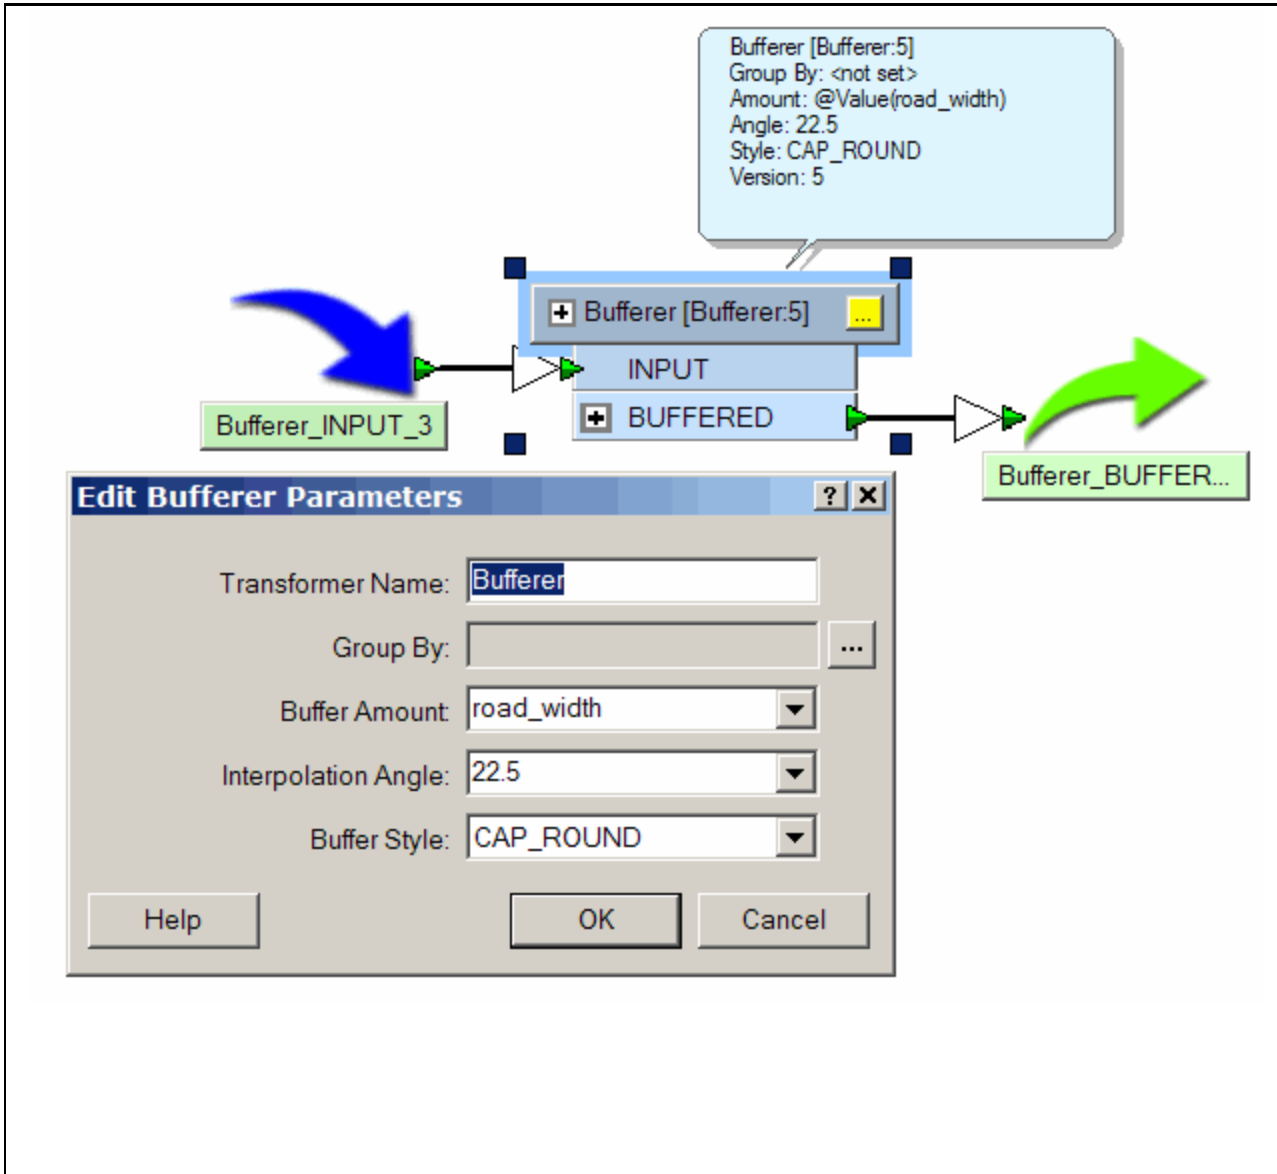 Bufferer [Bufferer:5]
Group By: <not set>
Amount: @Value(road_width)
Angle: 22.5
Style: CAP_ROUND
Version: 5
Bufferer [Bufferer:5] ...
INPUT
BUFFERED
Bufferer_INPUT_3
Bufferer_BUFFER...
Edit Bufferer Parameters
Transformer Name: Bufferer
Group By: ...
Buffer Amount: road_width
Interpolation Angle: 22.5
Buffer Style: CAP_ROUND
Help OK Cancel